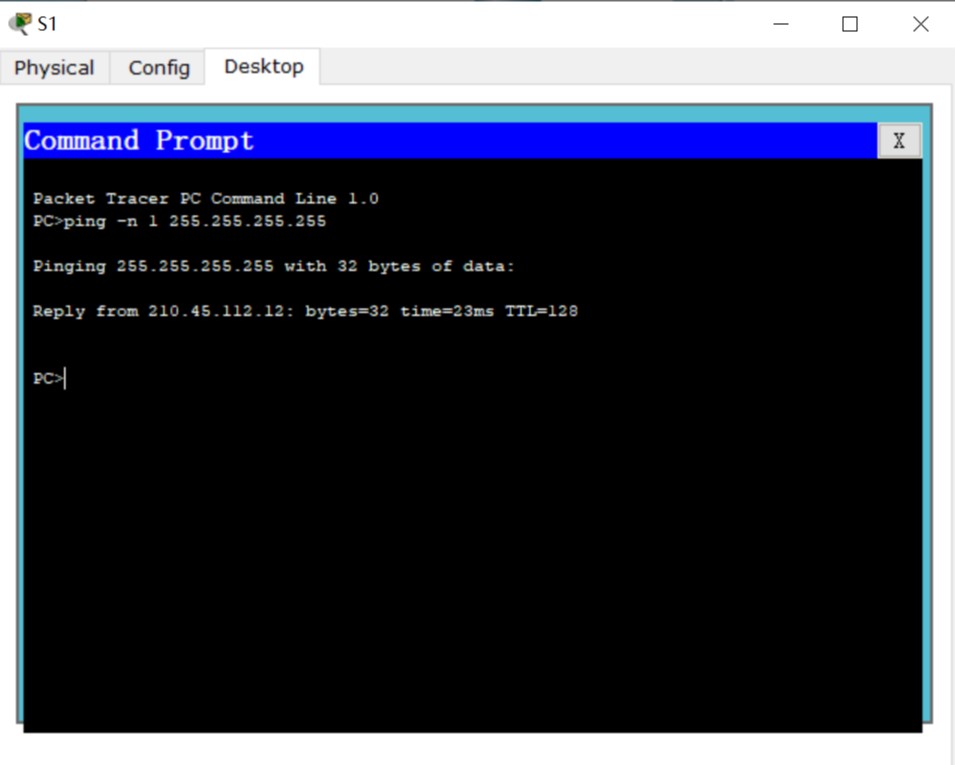 S1
Physical Config Desktop
Command Prompt X
Packet Tracer PC Command Line 1.0
PC>ping -n 1 255.255.255.255
Pinging 255.255.255.255 with 32 bytes of data:
Reply from 210.45.112.12: bytes=32 time=23ms TTL=128
PC>